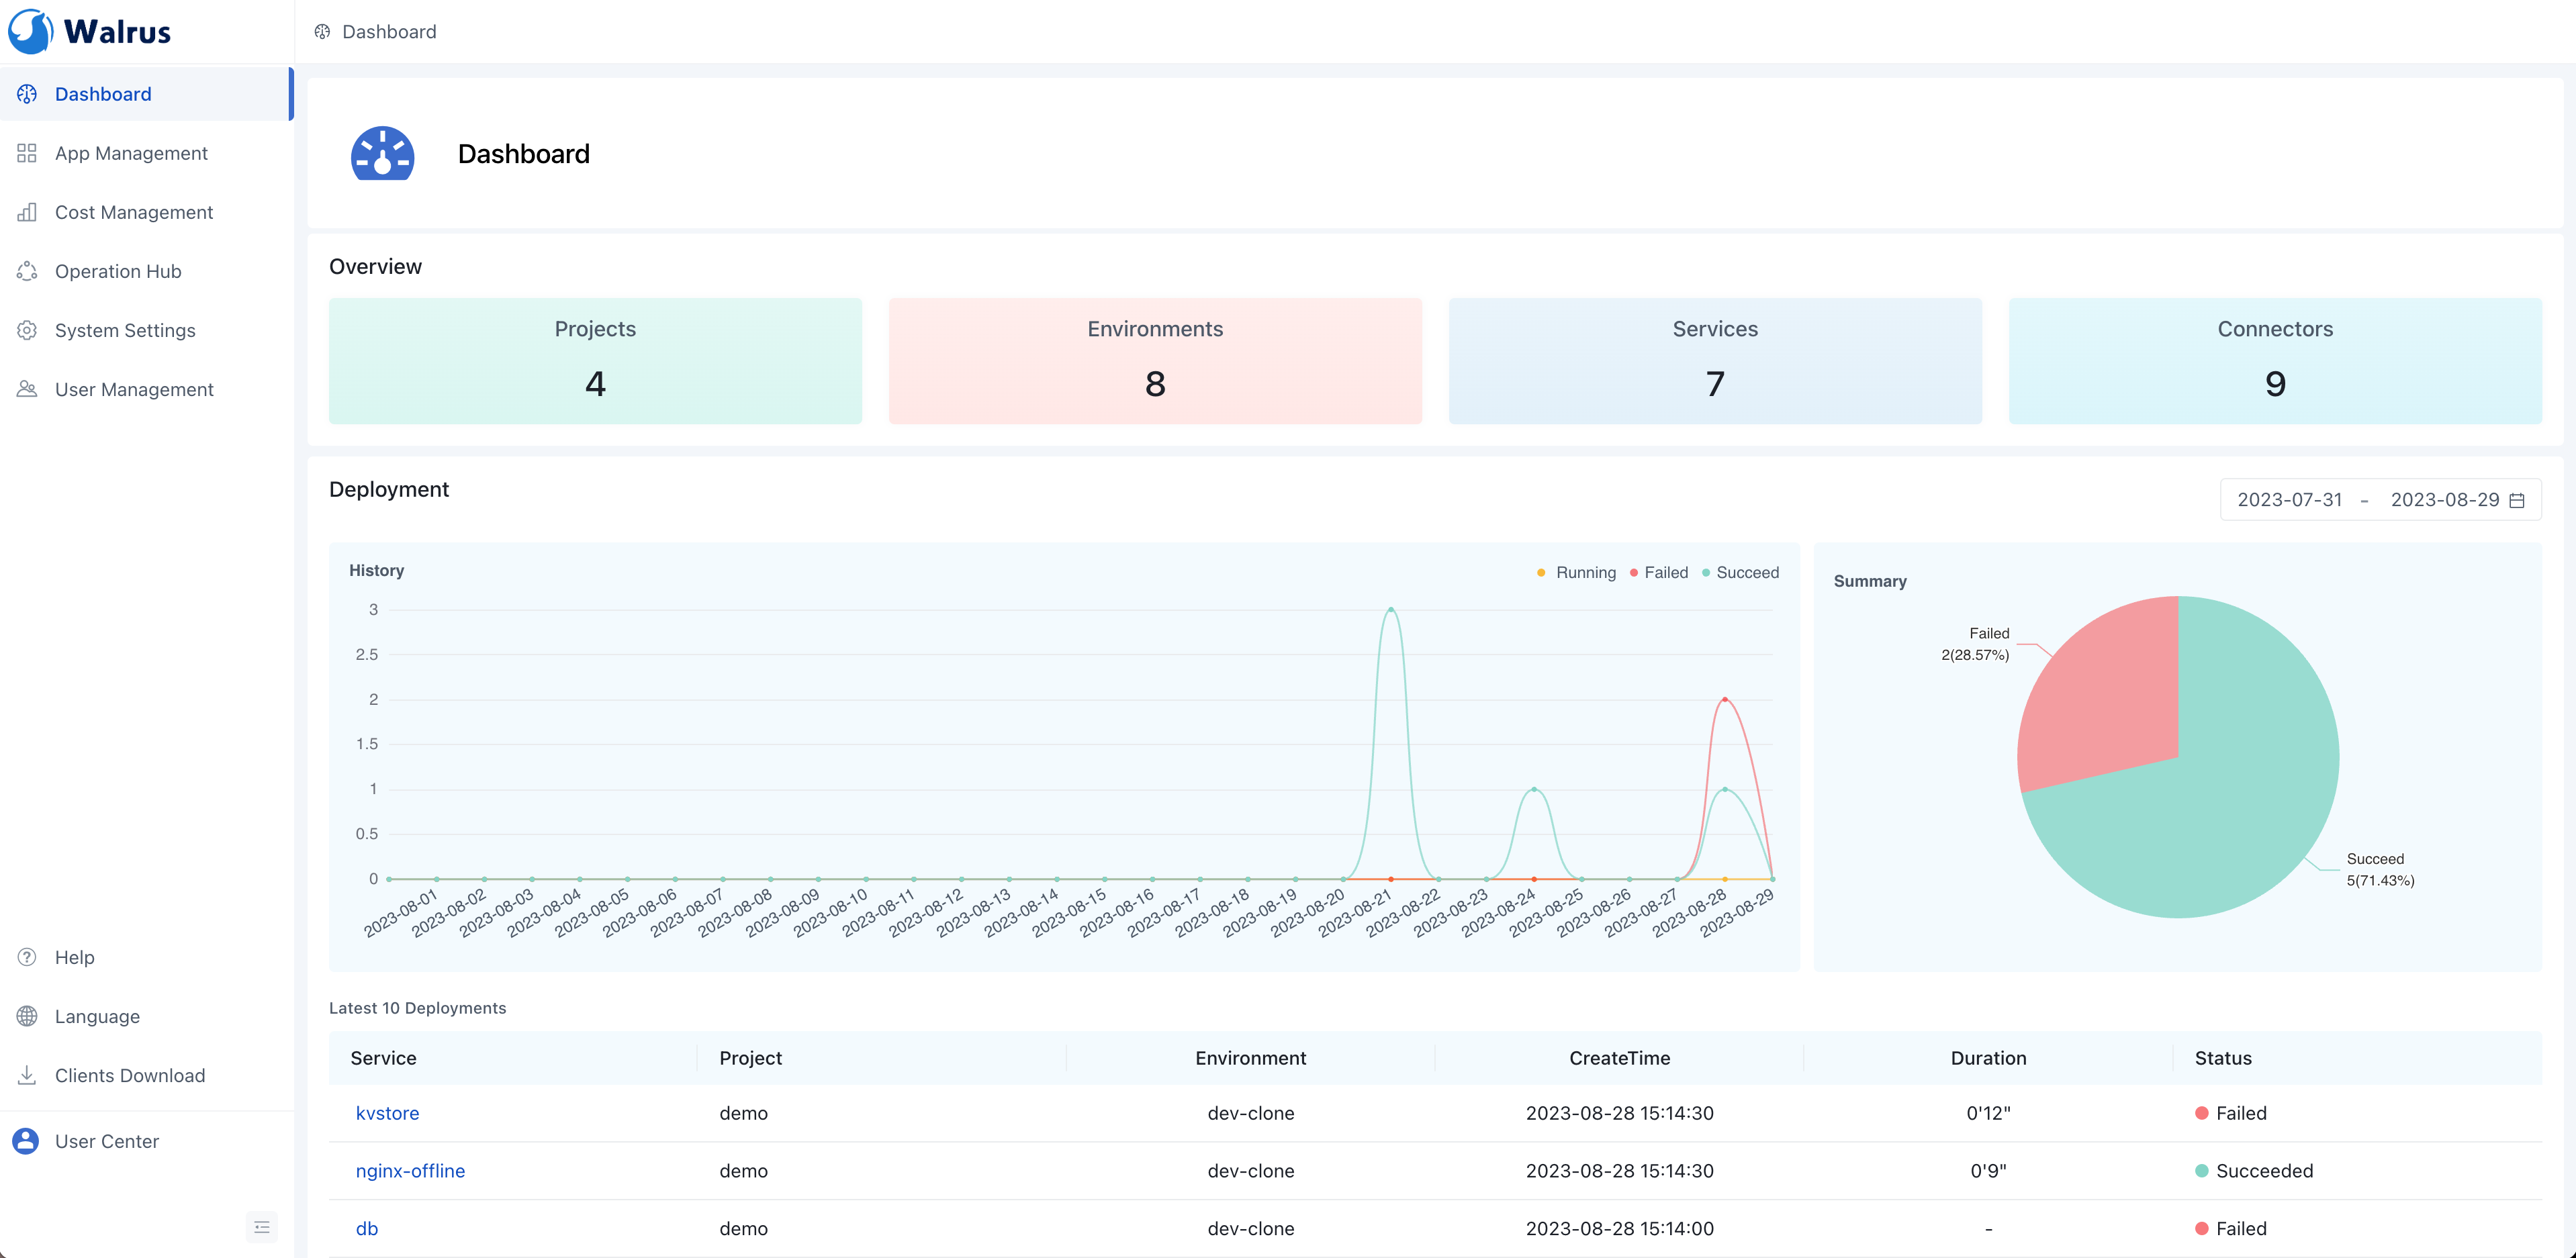 Walrus
Dashboard
Dashboard
App Management
Cost Management
Operation Hub
System Settings
User Management
Help
Language
Clients Download
User Center
Dashboard
Overview
Projects
4
Environments
8
Services
7
Connectors
9
Deployment
2023-07-31 - 2023-08-29
History
Running Failed Succeed
3
2.5
2
1.5
1
0.5
0
2023-08-01
2023-08-02
2023-08-03
2023-08-04
2023-08-05
2023-08-06
2023-08-07
2023-08-08
2023-08-09
2023-08-10
2023-08-11
2023-08-12
2023-08-13
2023-08-14
2023-08-15
2023-08-16
2023-08-17
2023-08-18
2023-08-19
2023-08-20
2023-08-21
2023-08-22
2023-08-23
2023-08-24
2023-08-25
2023-08-26
2023-08-27
2023-08-28
2023-08-29
Summary
Failed
2(28.57%)
Succeed
5(71.43%)
Latest 10 Deployments
Service Project Environment CreateTime Duration Status
kvstore demo dev-clone 2023-08-28 15:14:30 0'12" Failed
nginx-offline demo dev-clone 2023-08-28 15:14:30 0'9" Succeeded
db demo dev-clone 2023-08-28 15:14:00 - Failed